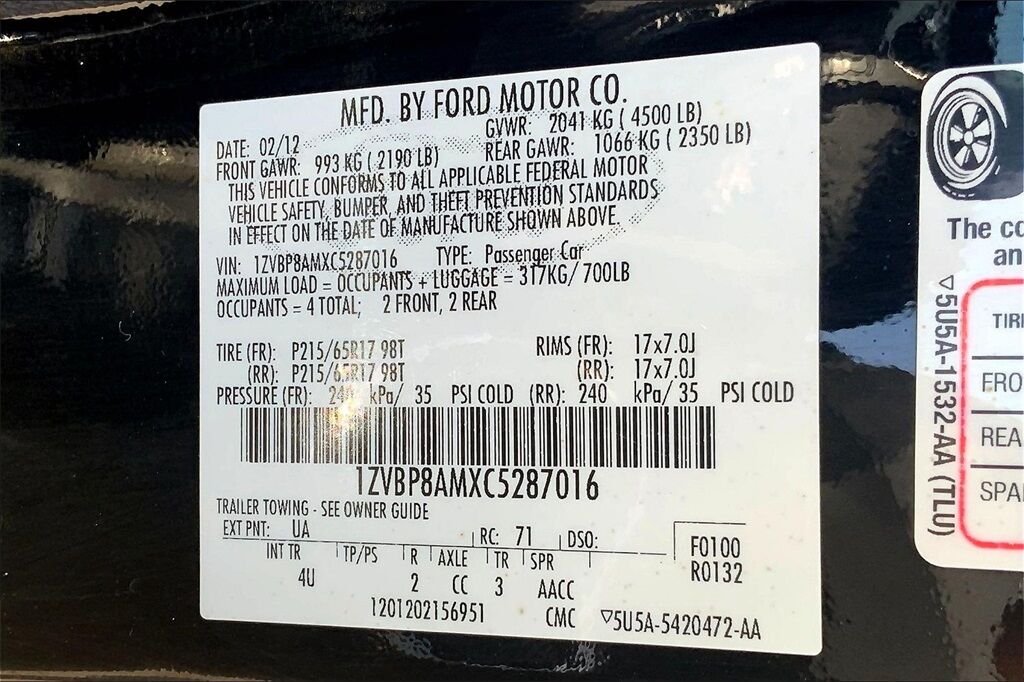 MFD. BY FORD MOTOR CO.
DATE: 02/12 GVWR: 2041 KG ( 4500 LB)
FRONT GAWR: 993 KG ( 2190 LB) REAR GAWR: 1066 KG ( 2350 LB)
THIS VEHICLE CONFORMS TO ALL APPLICABLE FEDERAL MOTOR
VEHICLE SAFETY, BUMPER, AND THEFT PREVENTION STANDARDS
IN EFFECT ON THE DATE OF MANUFACTURE SHOWN ABOVE.
VIN: 1ZVBP8AMXC5287016 TYPE: Passenger Car
MAXIMUM LOAD = OCCUPANTS + LUGGAGE = 317KG/ 700LB
OCCUPANTS = 4 TOTAL; 2 FRONT, 2 REAR
TIRE (FR): P215/65R17 98T RIMS (FR): 17x7.0J
(RR): P215/65R17 98T (RR): 17x7.0J
PRESSURE (FR): 240 kPa/ 35 PSI COLD (RR): 240 kPa/ 35 PSI COLD
1ZVBP8AMXC5287016
TRAILER TOWING - SEE OWNER GUIDE
EXT PNT: UA RC: 71 DSO:
INT TR TP/PS R AXLE TR SPR
4U 2 CC 3 AACC
F0100
R0132
1201202156951 CMC ▽5U5A-5420472-AA
The co
an
▽5U5A-1532-AA (TLU)
TIR
FRO
REA
SPA